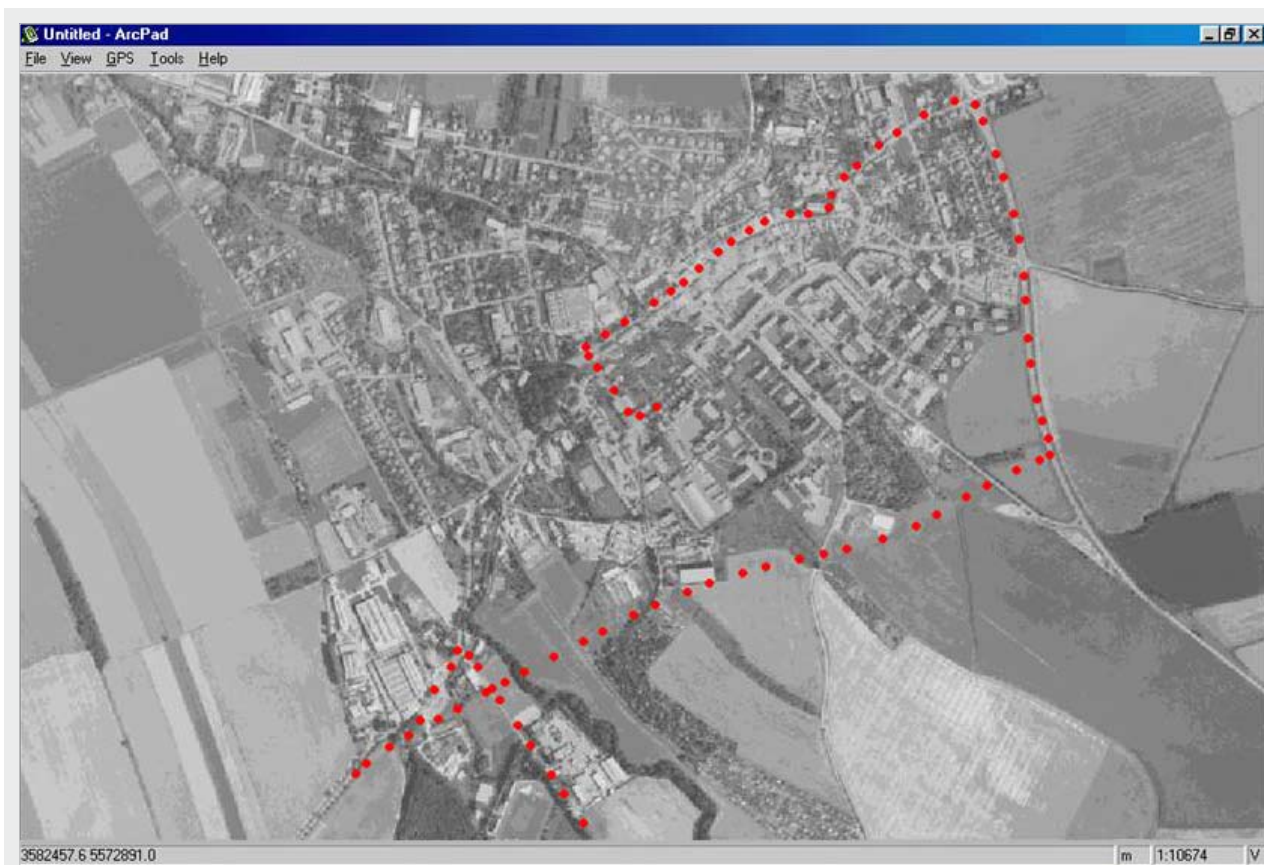 Untitled - ArcPad
File View GPS Tools Help
3582457.6 5572891.0 m 1:10674 V